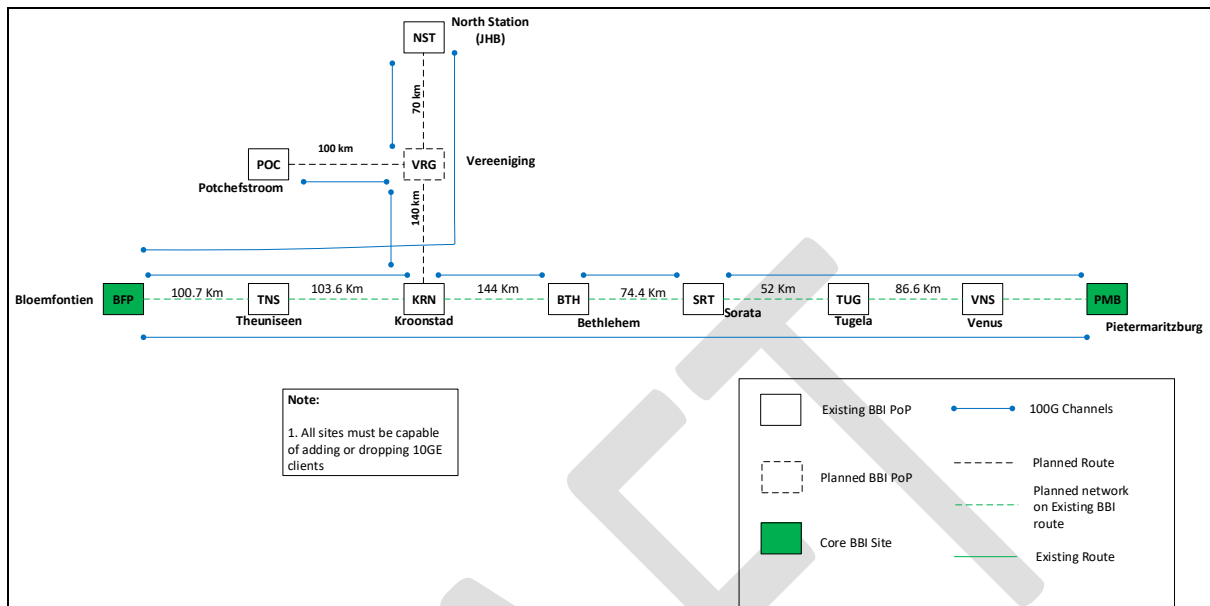 NST
North Station
(JHB)
70 km
POC
100 km
VRG
Vereeniging
Potchefstroom
140 km
Bloemfontien
BFP
100.7 Km
TNS
103.6 Km
KRN
144 Km
BTH
74.4 Km
SRT
52 Km
TUG
86.6 Km
VNS
PMB
Theuniseen
Kroonstad
Bethlehem
Sorata
Tugela
Venus
Pietermaritzburg
Note:
1. All sites must be capable
of adding or dropping 10GE
clients
Existing BBI PoP
100G Channels
Planned BBI PoP
Planned Route
Planned network
on Existing BBI
route
Core BBI Site
Existing Route